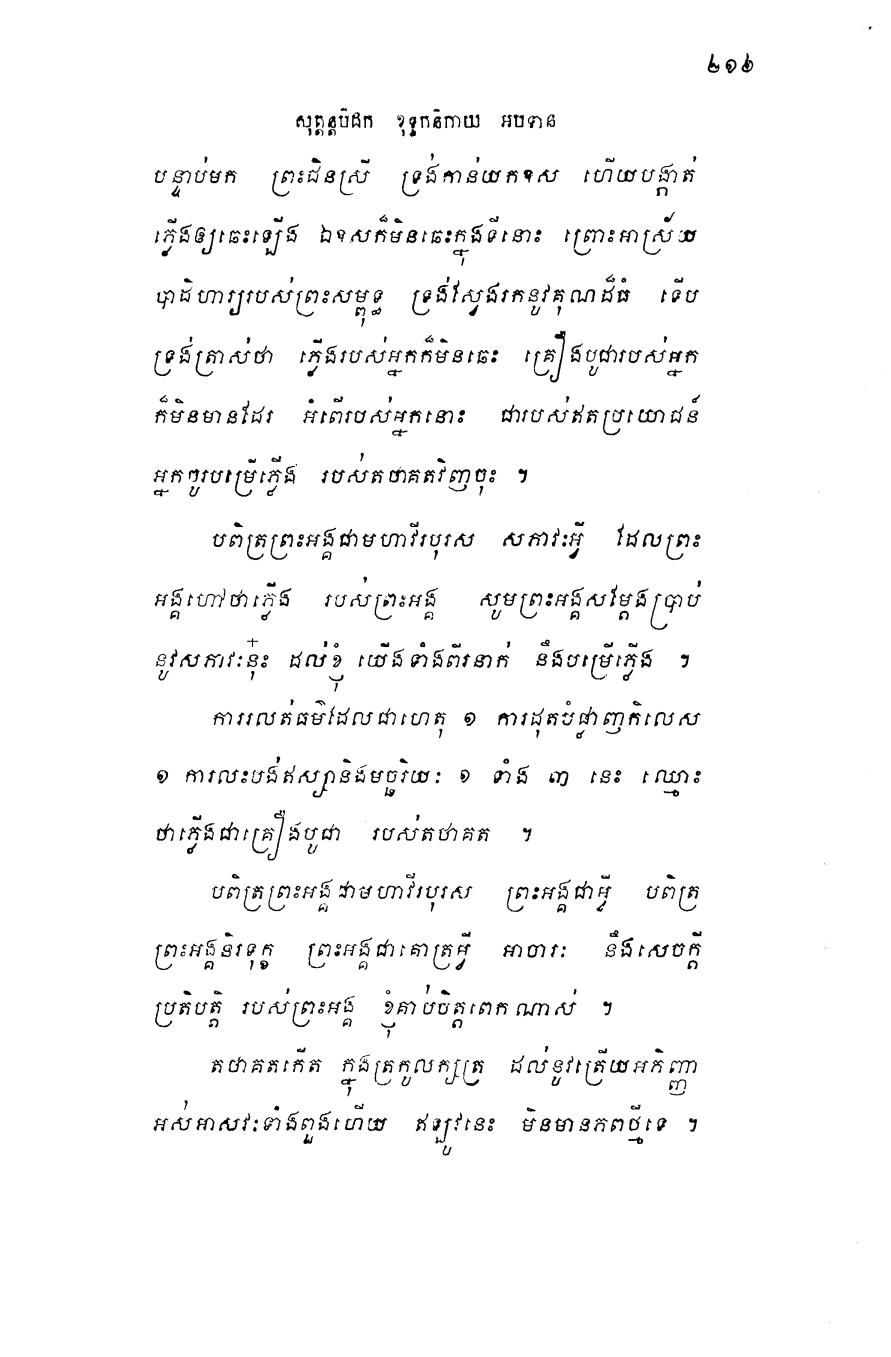 ២១២
សុត្តន្តបិដក ខុទ្ទកនិកាយ អបទាន
បន្ទាប់មក ព្រះជិនស្រី ទ្រង់កាន់យកឧស ហើយបង្កាត់
ភ្លើងឲ្យឆេះឡើង ឯឧសក៏មិនឆេះក្នុងទីនោះ ព្រោះអាស្រ័យ
បាដិហារ្យរបស់ព្រះសម្ពុទ្ធ ទ្រង់ស្វែងរកនូវគុណដ៏ធំ ទើប
ទ្រង់ត្រាស់ថា ភ្លើងរបស់អ្នកក៏មិនឆេះ គ្រឿងបូជារបស់អ្នក
ក៏មិនមានដែរ អំពើរបស់អ្នកនោះ ជារបស់ឥតប្រយោជន៍
អ្នកចូរបម្រើភ្លើង របស់តថាគតវិញចុះ ។
បពិត្រព្រះអង្គជាមហាវីរបុរស សភាវៈអ្វី ដែលព្រះ
អង្គហៅថាភ្លើង របស់ព្រះអង្គ សូមព្រះអង្គសម្តែងប្រាប់
នូវសភាវៈនុ៎ះ ដល់ខ្ញុំ យើងទាំងពីរនាក់ នឹងបម្រើភ្លើង ។
ការរលត់ធម៌ដែលជាហេតុ ១ ការដុតបំផ្លាញកិលេស
១ ការលះបង់ឥស្សានិងមច្ឆរិយៈ ១ ទាំង ៣ នេះ ឈ្មោះ
ថាភ្លើងជាគ្រឿងបូជា របស់តថាគត ។
បពិត្រព្រះអង្គជាមហាវីរបុរស ព្រះអង្គជាអ្វី បពិត្រ
ព្រះអង្គនិរទុក្ខ ព្រះអង្គជាគោត្រអ្វី អាចារៈ នឹងសេចក្តី
ប្រតិបត្តិ របស់ព្រះអង្គ ខ្ញុំគាប់ចិត្តពេកណាស់ ។
តថាគតកើត ក្នុងត្រកូលក្សត្រ ដល់នូវត្រើយអភិញ្ញា
អស់អាសវៈទាំងពួងហើយ ឥឡូវនេះ មិនមានភពថ្មីទេ ។